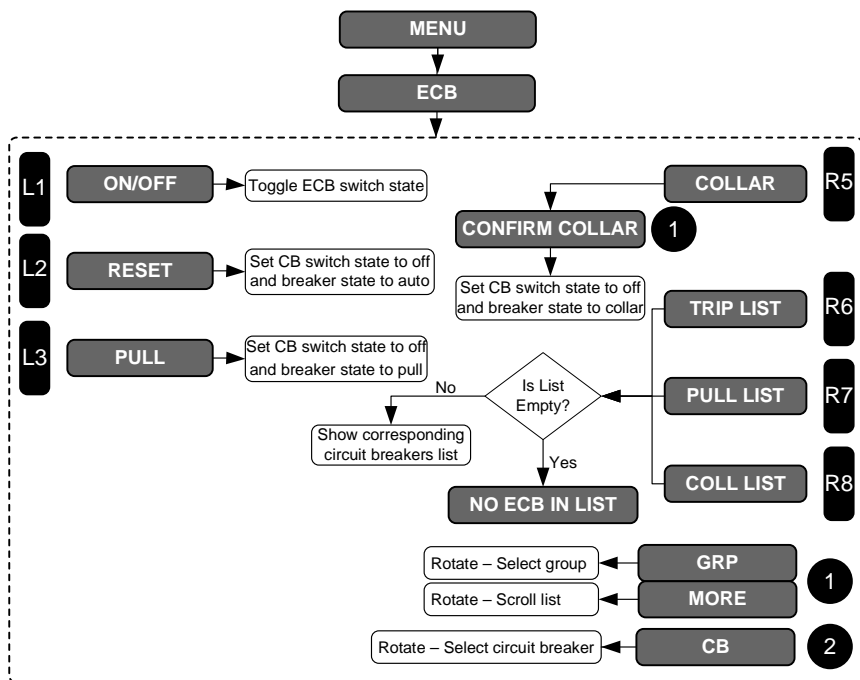 MENU
ECB
L1
ON/OFF
Toggle ECB switch state
COLLAR
R5
CONFIRM COLLAR
1
L2
RESET
Set CB switch state to off
and breaker state to auto
Set CB switch state to off
and breaker state to collar
TRIP LIST
R6
L3
PULL
Set CB switch state to off
and breaker state to pull
Is List
Empty?
No
PULL LIST
R7
Show corresponding
circuit breakers list
Yes
COLL LIST
R8
NO ECB IN LIST
Rotate – Select group
GRP
1
Rotate – Scroll list
MORE
Rotate – Select circuit breaker
CB
2